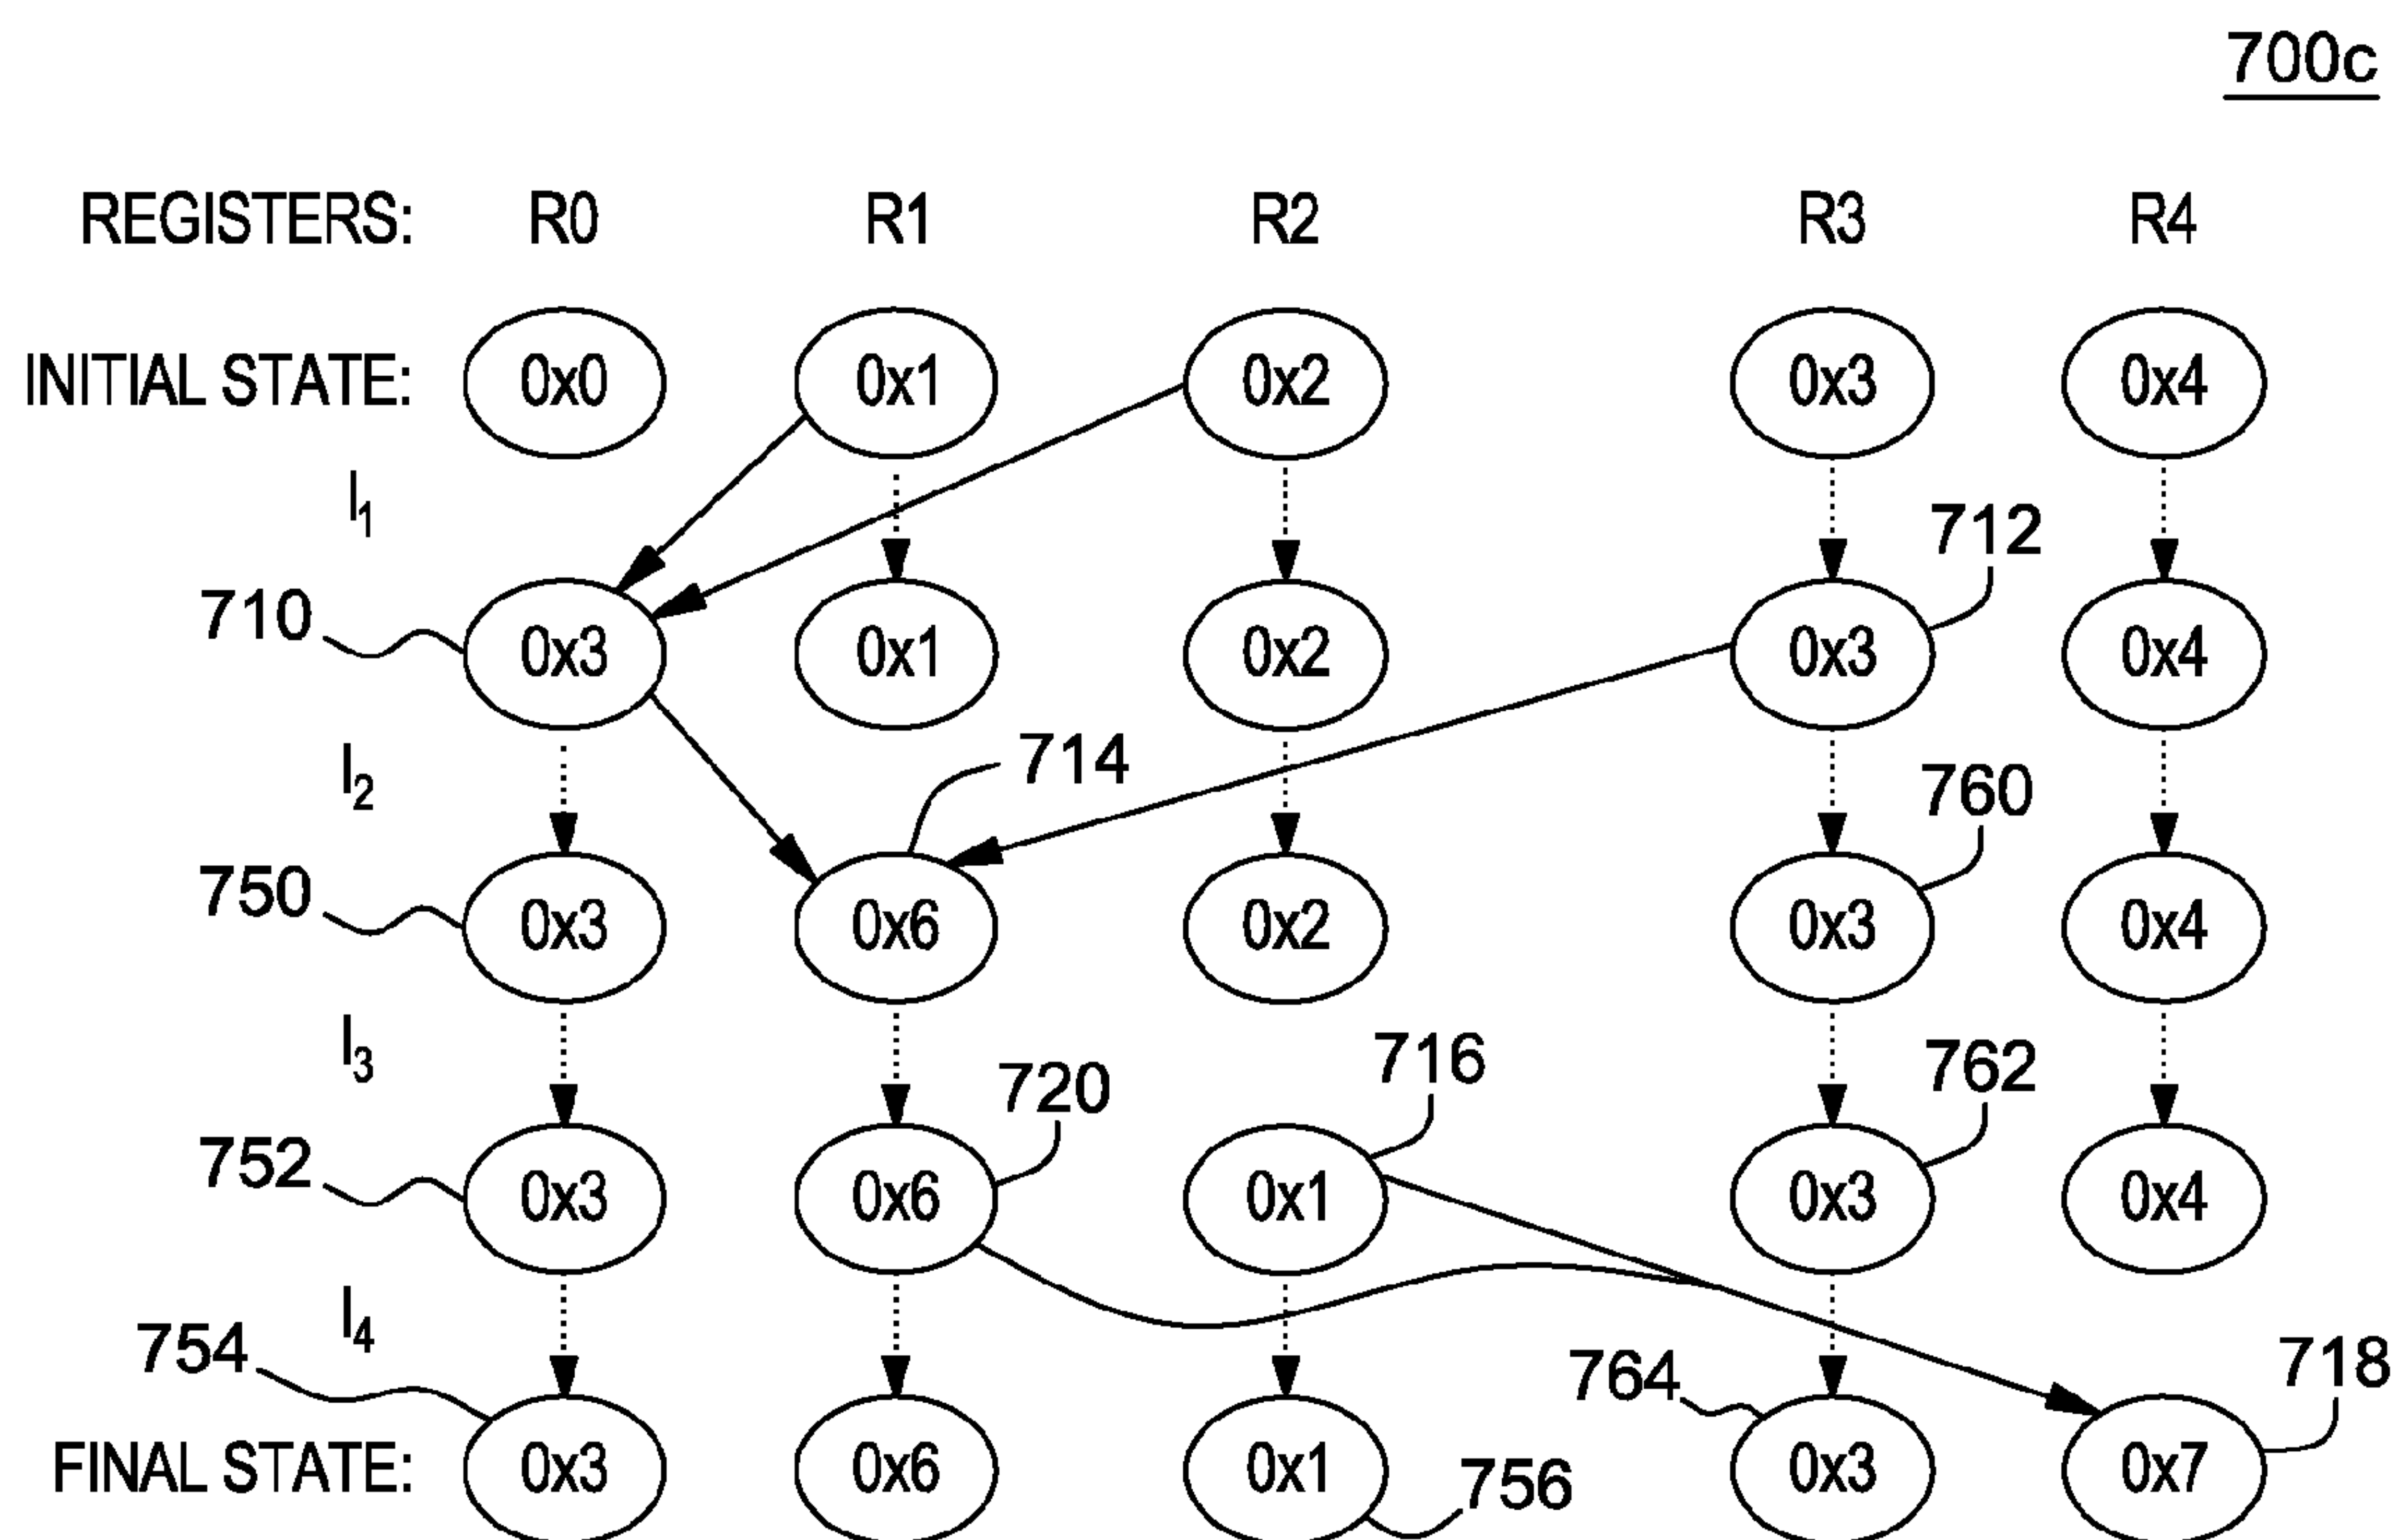 700c
REGISTERS: R0 R1 R2 R3 R4
INITIAL STATE: 0x0 0x1 0x2 0x3 0x4
I1
712
710 0x3 0x1 0x2 0x3 0x4
I2
714
760
750 0x3 0x6 0x2 0x3 0x4
I3
720 716 762
752 0x3 0x6 0x1 0x3 0x4
I4
754 764 718
FINAL STATE: 0x3 0x6 0x1 0x3 0x7
756